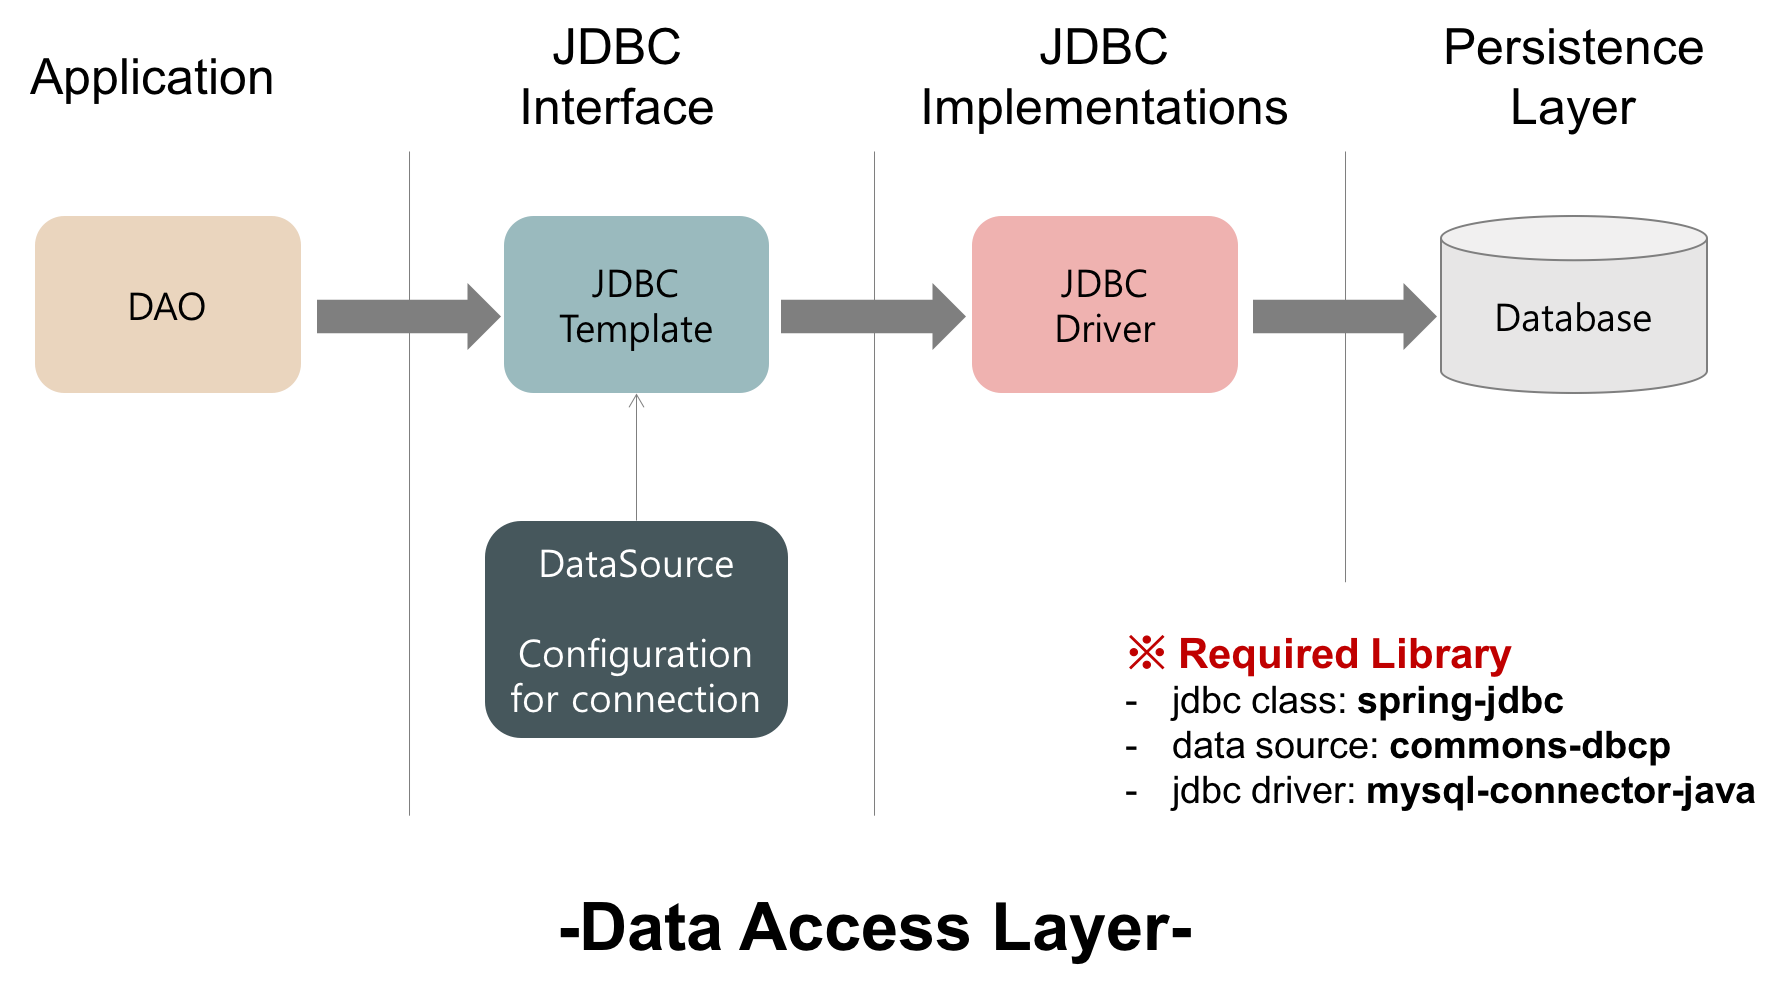 Application
JDBC
Interface
JDBC
Implementations
Persistence
Layer
DAO
JDBC
Template
JDBC
Driver
Database
DataSource
Configuration
for connection
※ Required Library
- jdbc class: spring-jdbc
- data source: commons-dbcp
- jdbc driver: mysql-connector-java
-Data Access Layer-